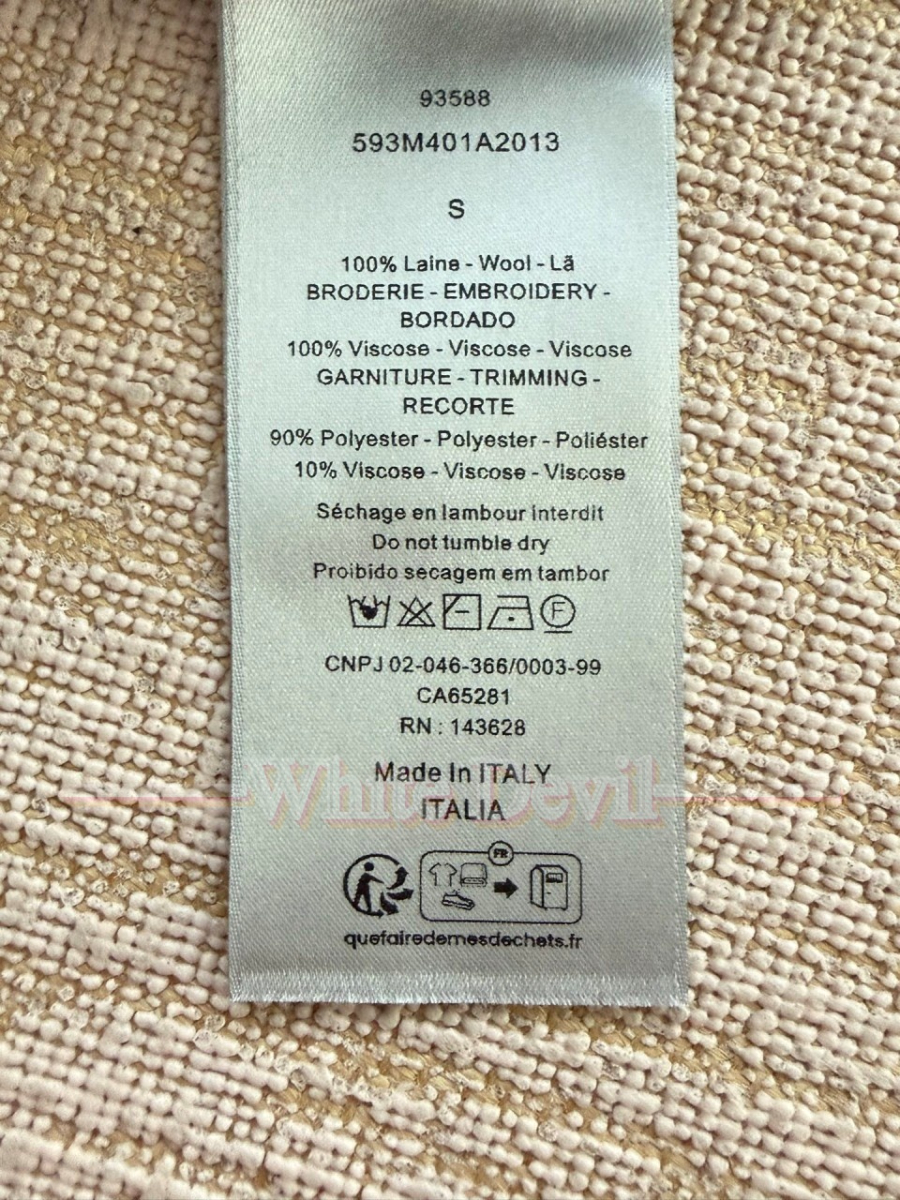 93588
593M401A2013
S
100% Laine - Wool - Lã
BRODERIE - EMBROIDERY -
BORDADO
100% Viscose - Viscose - Viscose
GARNITURE - TRIMMING -
RECORTE
90% Polyester - Polyester - Poliéster
10% Viscose - Viscose - Viscose
Séchage en tambour interdit
Do not tumble dry
Proibido secagem em tambor
F
CNPJ 02-046-366/0003-99
CA65281
RN : 143628
Made In ITALY
White Devil
ITALIA
FR
quefairedemesdechets.fr